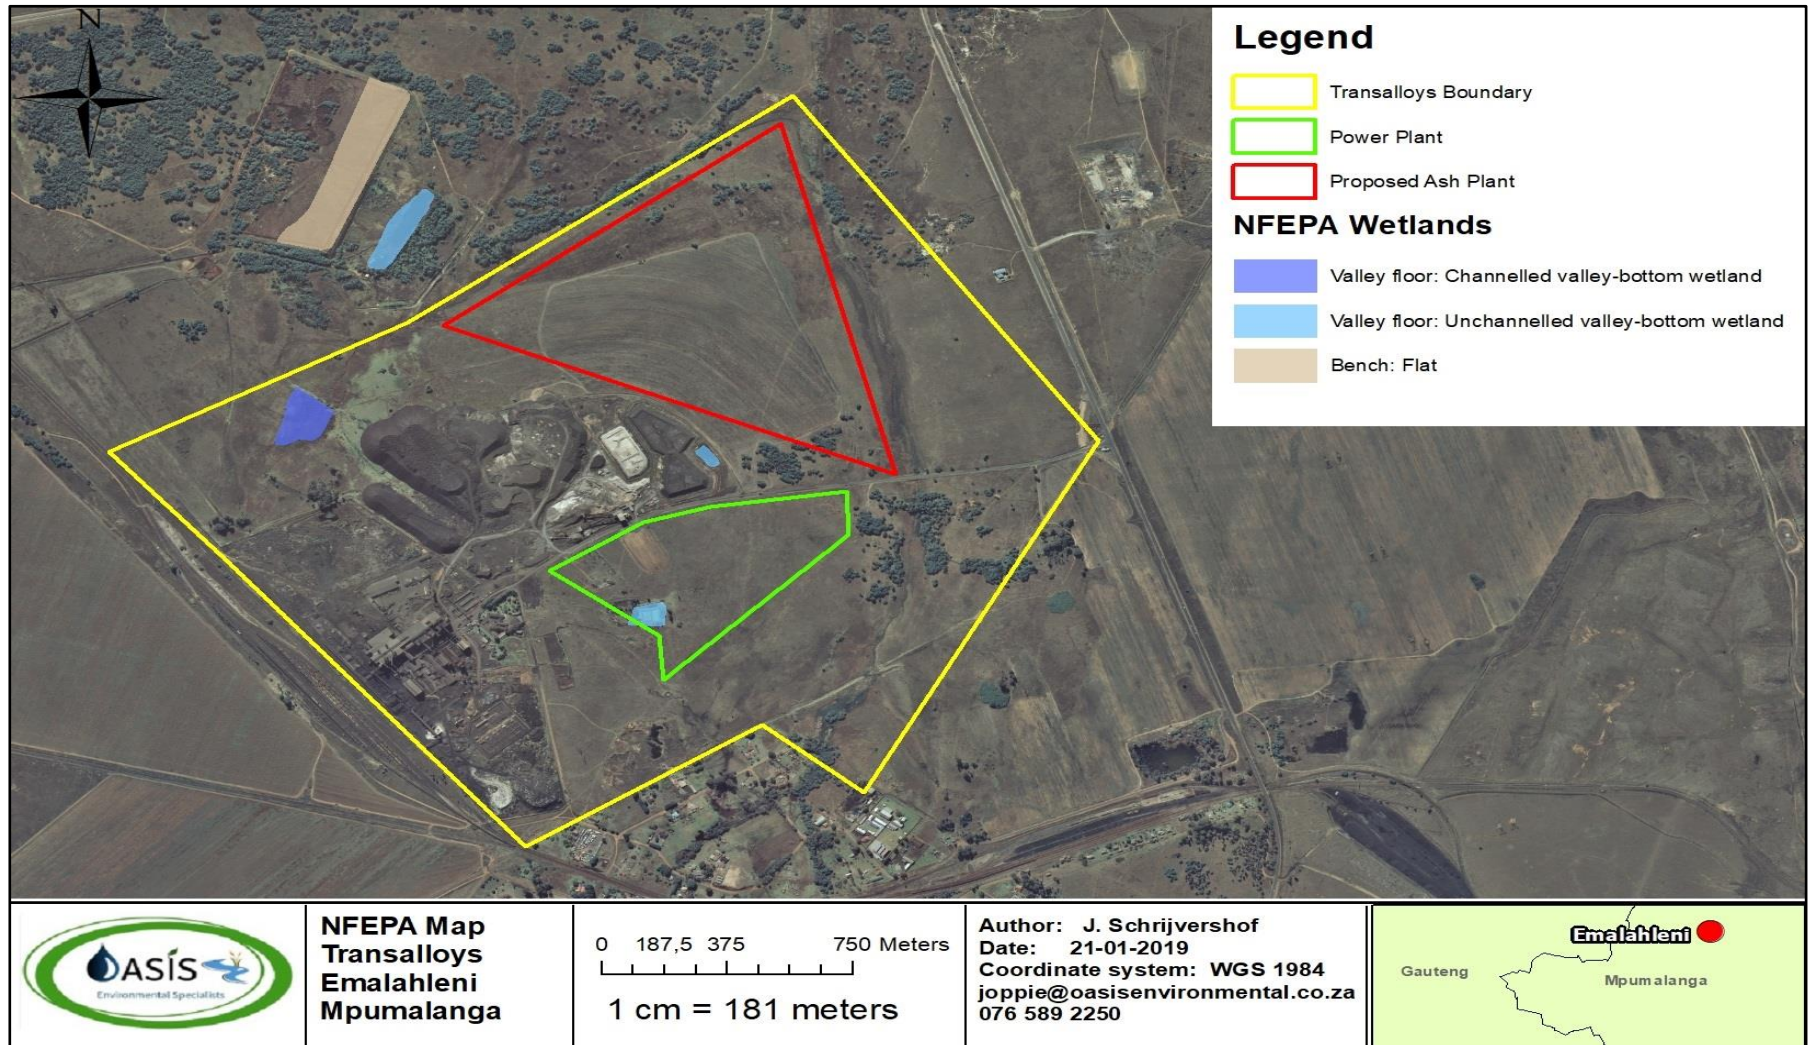 N
Legend
Transalloys Boundary
Power Plant
Proposed Ash Plant
NFEPA Wetlands
Valley floor: Channelled valley-bottom wetland
Valley floor: Unchannelled valley-bottom wetland
Bench: Flat
OASIS
Environmental Specialists
NFEPA Map
Transalloys
Emalahleni
Mpumalanga
0 187,5 375 750 Meters
1 cm = 181 meters
Author: J. Schrijvershof
Date: 21-01-2019
Coordinate system: WGS 1984
joppie@oasisenvironmental.co.za
076 589 2250
Emalahleni
Gauteng
Mpumalanga